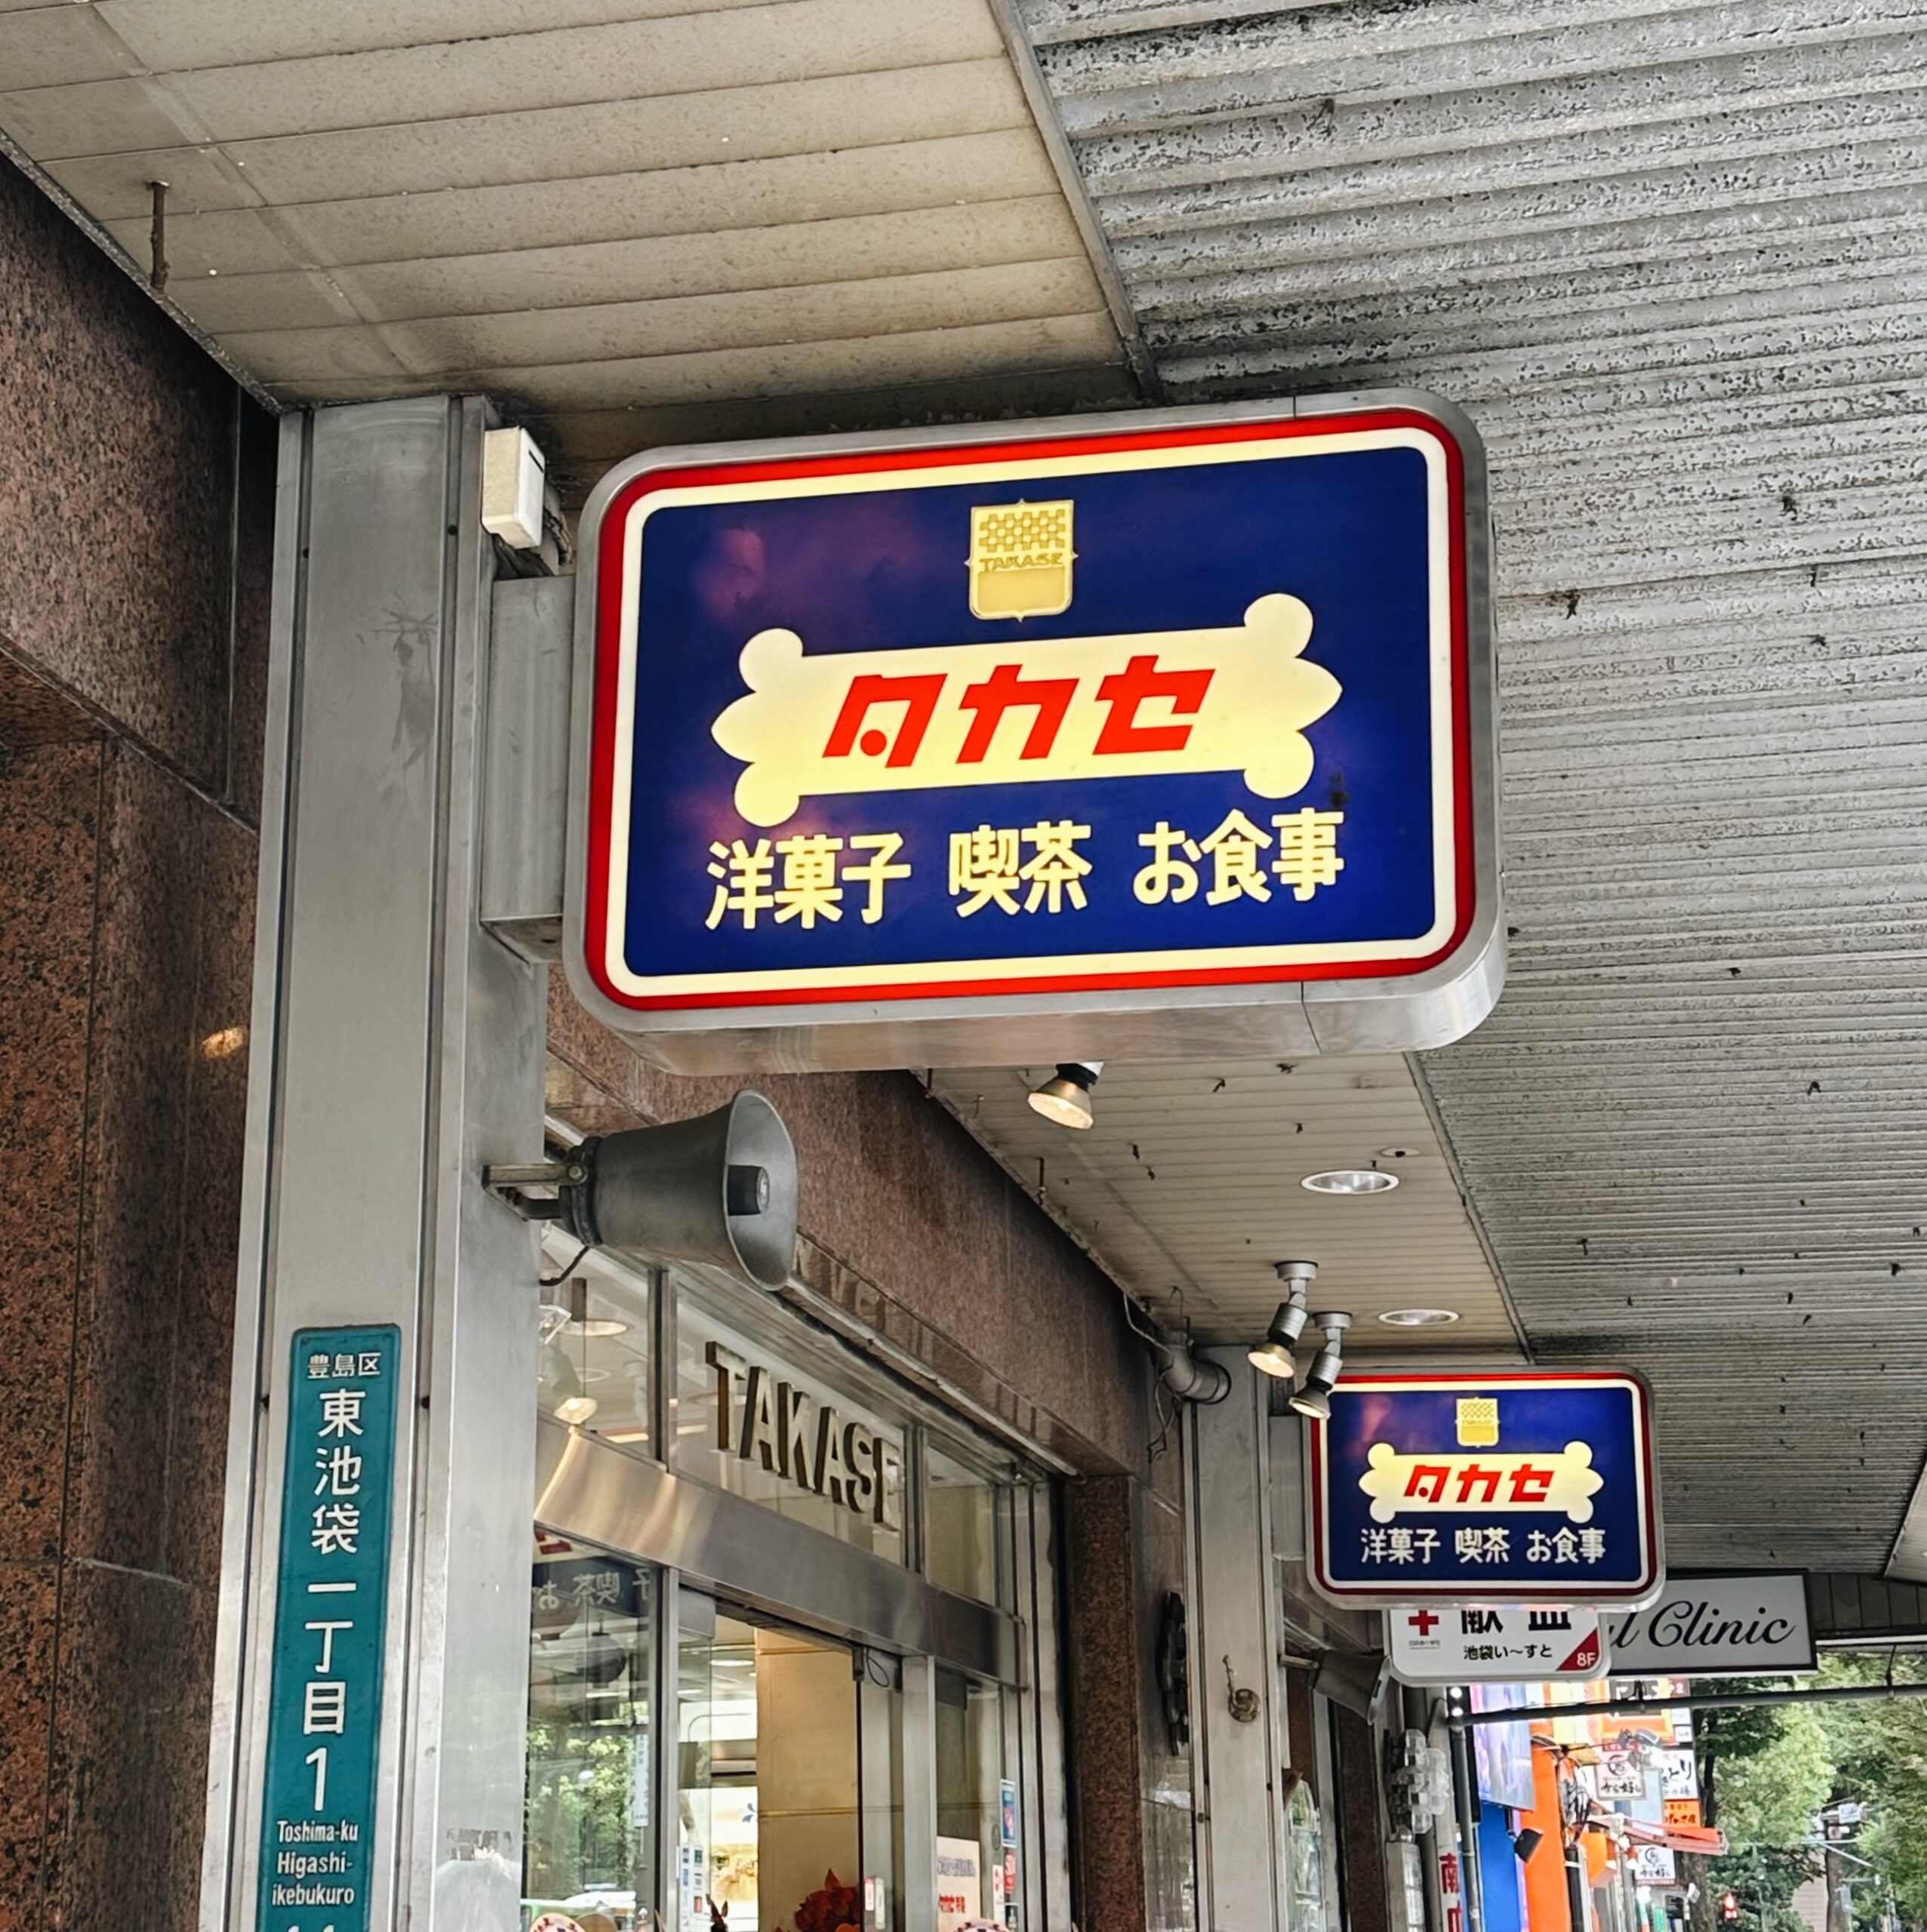 TAKASE
タカセ
洋菓子 喫茶 お食事
TAKASE
タカセ
洋菓子 喫茶 お食事
献血
池袋い〜すと
8F
Clinic
豊島区
東池袋一丁目1
Toshima-ku
Higashi-
ikebukuro